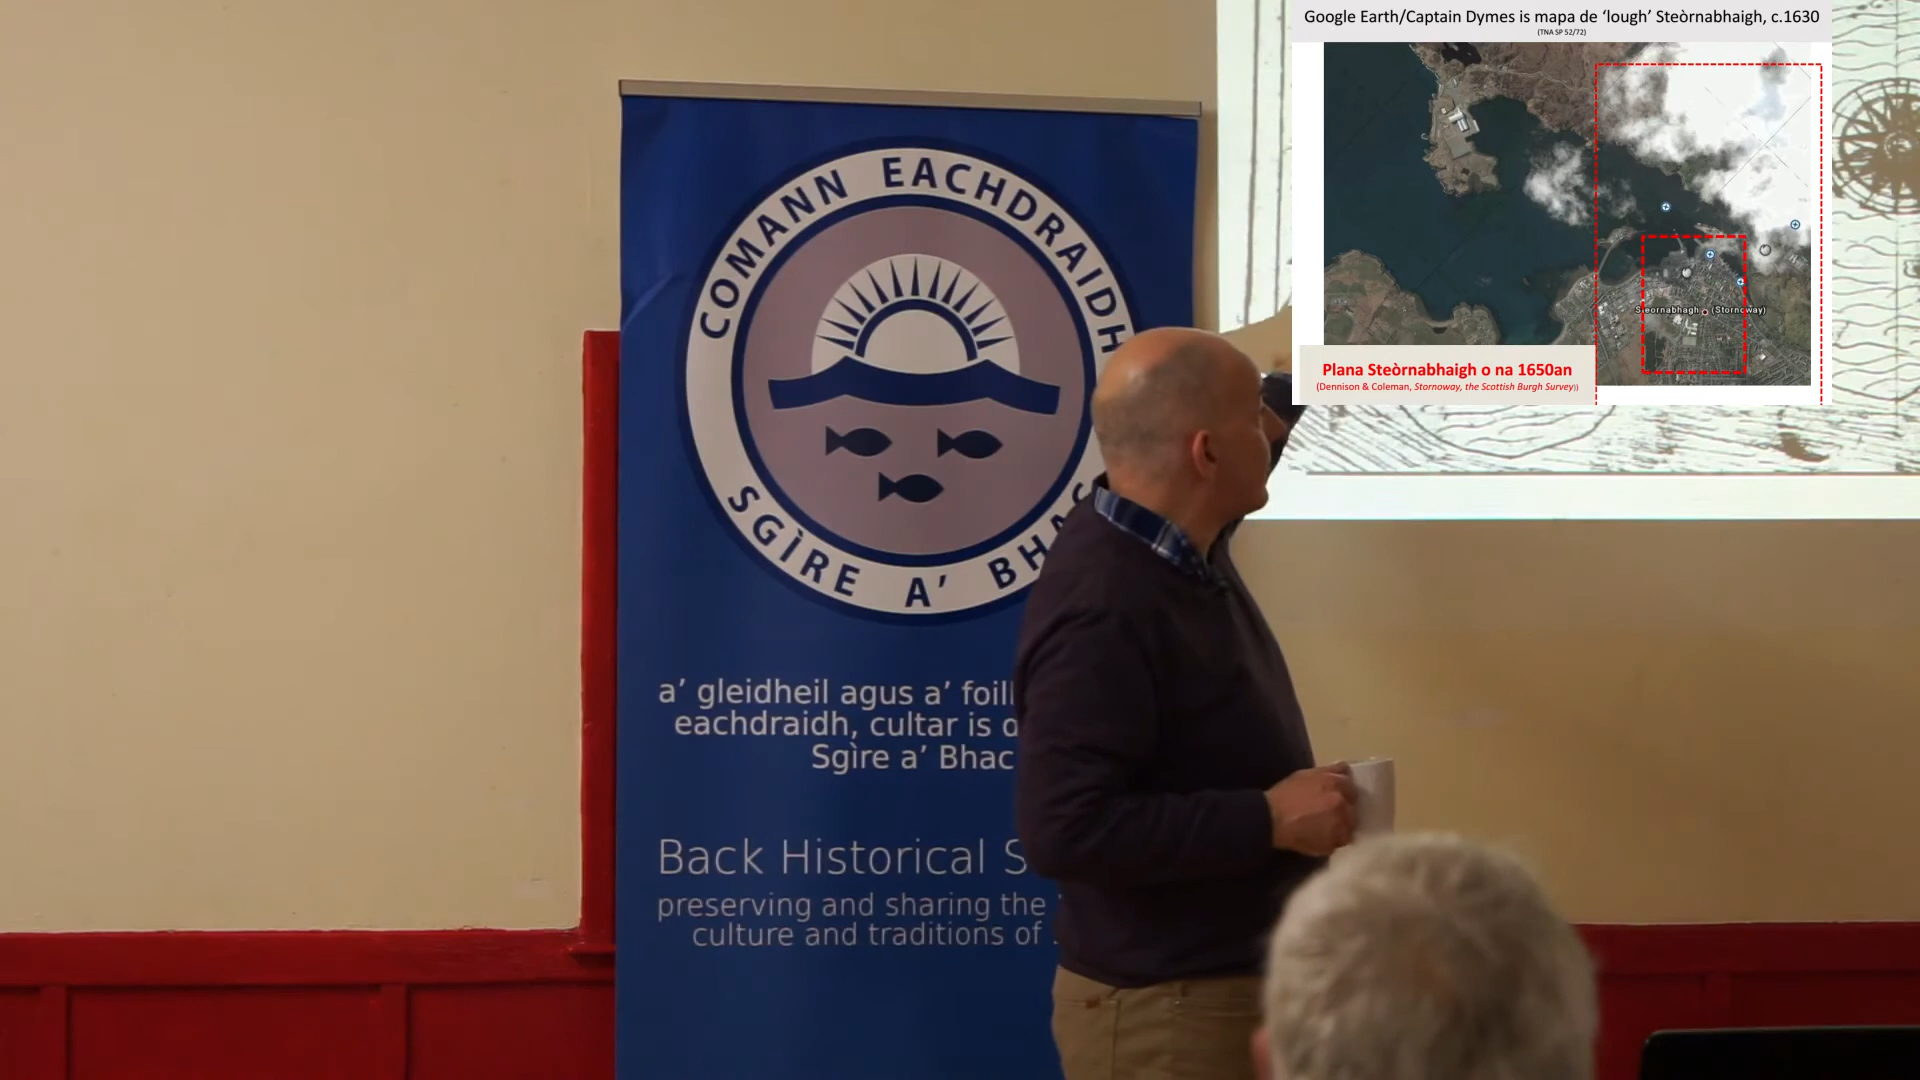 Google Earth/Captain Dymes is mapa de ‘lough’ Steòrnabhaigh, c.1630
(TNA SP 52/72)
Steornabhagh (Stornoway)
Plana Steòrnabhaigh o na 1650an
(Dennison & Coleman, Stornoway, the Scottish Burgh Survey))
COMANN EACHDRAIDH
SGÌRE A’
a’ gleidheil agus a’
eachdraidh, cultar is
Sgìre a’ Bhac
Back Historical
preserving and sharing the
culture and traditions of